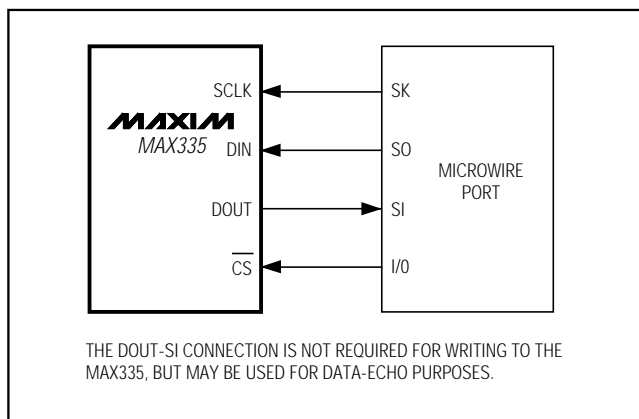 SCLK SK
MAXIM
MAX335 DIN SO
MICROWIRE
PORT
DOUT SI
CS I/0
THE DOUT-SI CONNECTION IS NOT REQUIRED FOR WRITING TO THE
MAX335, BUT MAY BE USED FOR DATA-ECHO PURPOSES.